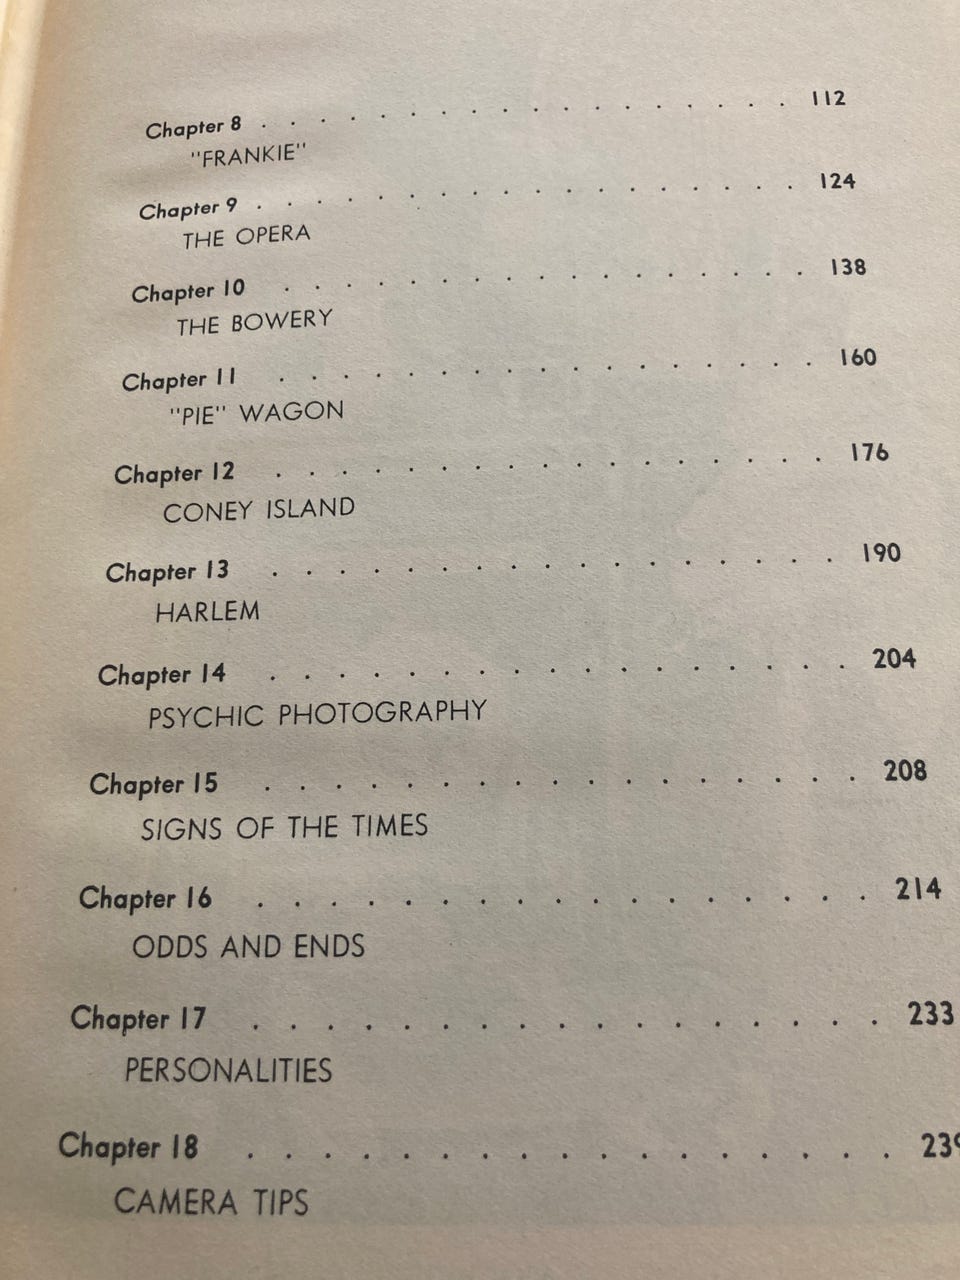 Chapter 8 . . . . . . . . . . . . . . . . . . 112
"FRANKIE"
Chapter 9 . . . . . . . . . . . . . . . . . . 124
THE OPERA
Chapter 10 . . . . . . . . . . . . . . . . . 138
THE BOWERY
Chapter 11 . . . . . . . . . . . . . . . . . 160
"PIE" WAGON
Chapter 12 . . . . . . . . . . . . . . . . . 176
CONEY ISLAND
Chapter 13 . . . . . . . . . . . . . . . . . 190
HARLEM
Chapter 14 . . . . . . . . . . . . . . . . . 204
PSYCHIC PHOTOGRAPHY
Chapter 15 . . . . . . . . . . . . . . . . . 208
SIGNS OF THE TIMES
Chapter 16 . . . . . . . . . . . . . . . . . 214
ODDS AND ENDS
Chapter 17 . . . . . . . . . . . . . . . . . 233
PERSONALITIES
Chapter 18 . . . . . . . . . . . . . . . . . 239
CAMERA TIPS